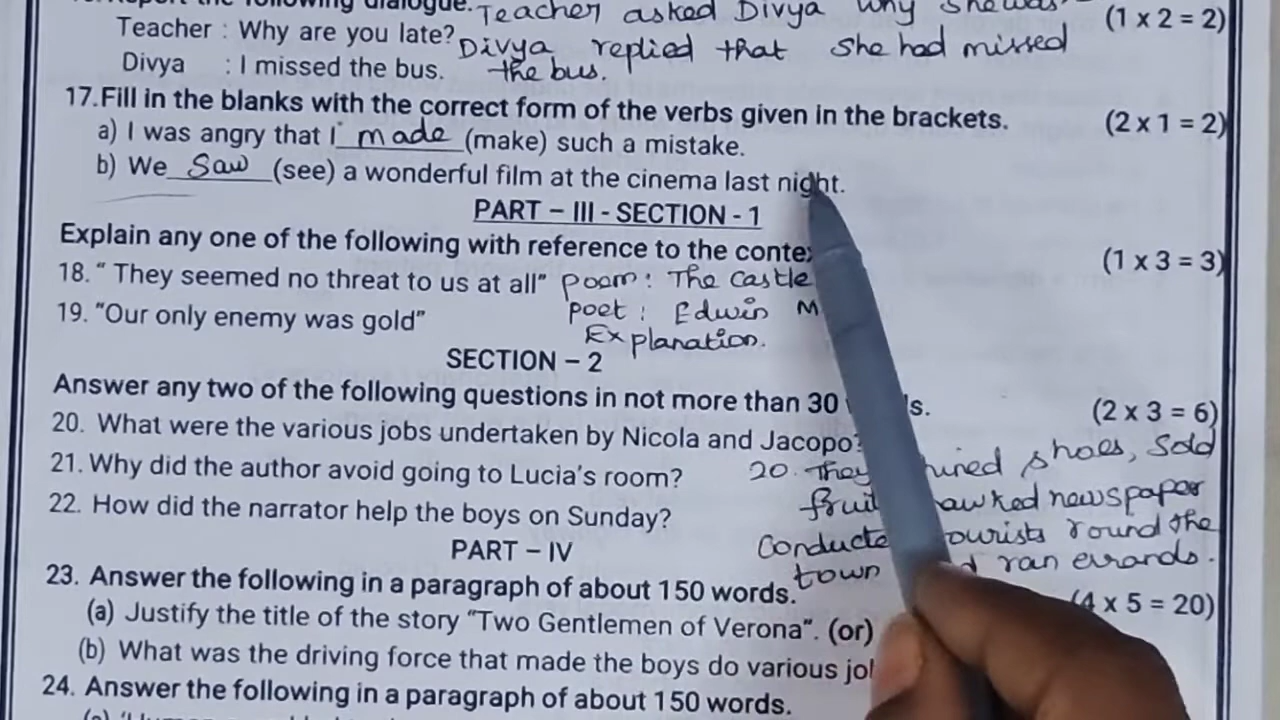 the following dialogue. Teacher asked Divya why she was
(1 x 2 = 2)
Teacher : Why are you late? Divya replied that she had missed
Divya : I missed the bus. the bus.
17.Fill in the blanks with the correct form of the verbs given in the brackets. (2 x 1 = 2)
a) I was angry that I made (make) such a mistake.
b) We saw (see) a wonderful film at the cinema last night.
PART – III - SECTION - 1
Explain any one of the following with reference to the (1 x 3 = 3)
18. “ They seemed no threat to us at all” Poam : The Castle
19. “Our only enemy was gold” Poet : Edwin M
Explanation.
SECTION – 2
Answer any two of the following questions in not more than 30 (2 x 3 = 6)
20. What were the various jobs undertaken by Nicola and Jacopo?
21. Why did the author avoid going to Lucia's room? 20. They shoes, sold
22. How did the narrator help the boys on Sunday? newspaper
PART – IV round the
23. Answer the following in a paragraph of about 150 words. town ran errands.
(4 x 5 = 20)
(a) Justify the title of the story “Two Gentlemen of Verona”. (or)
(b) What was the driving force that made the boys do various
24. Answer the following in a paragraph of about 150 words.